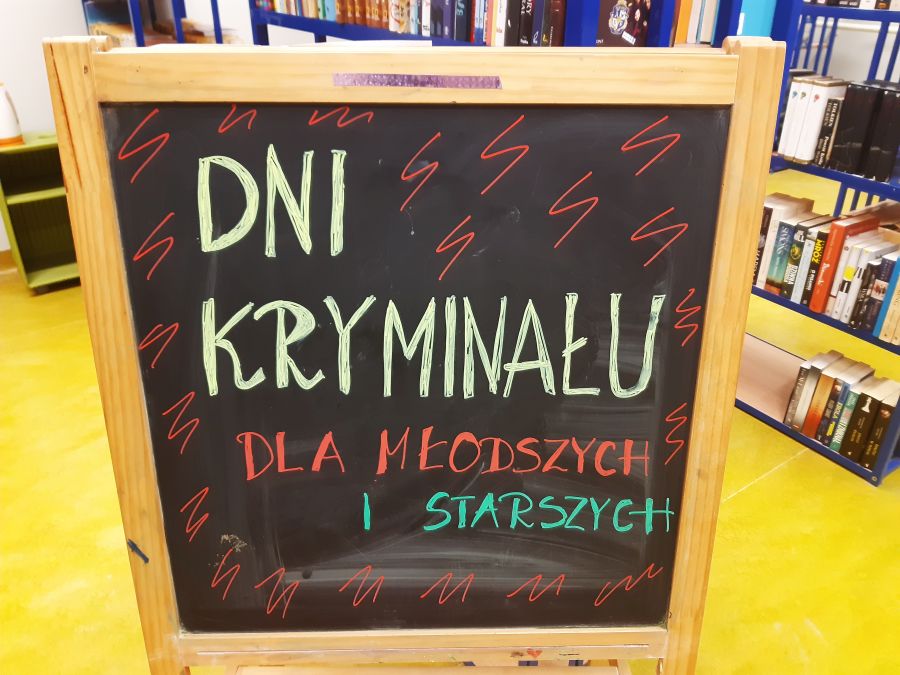 DNI
KRYMINAŁU
DLA MŁODSZYCH
I STARSZYCH